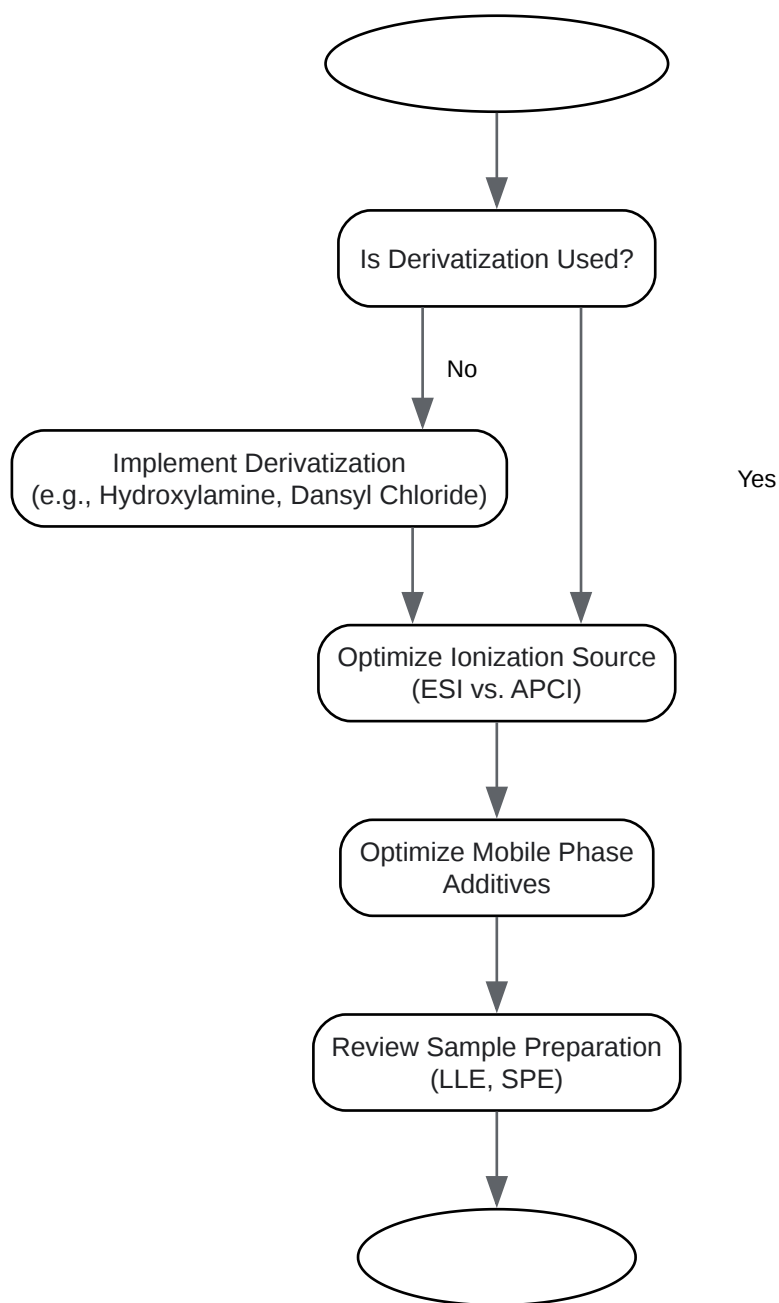 Is Derivatization Used?
No
Implement Derivatization
(e.g., Hydroxylamine, Dansyl Chloride)
Yes
Optimize Ionization Source
(ESI vs. APCI)
Optimize Mobile Phase
Additives
Review Sample Preparation
(LLE, SPE)